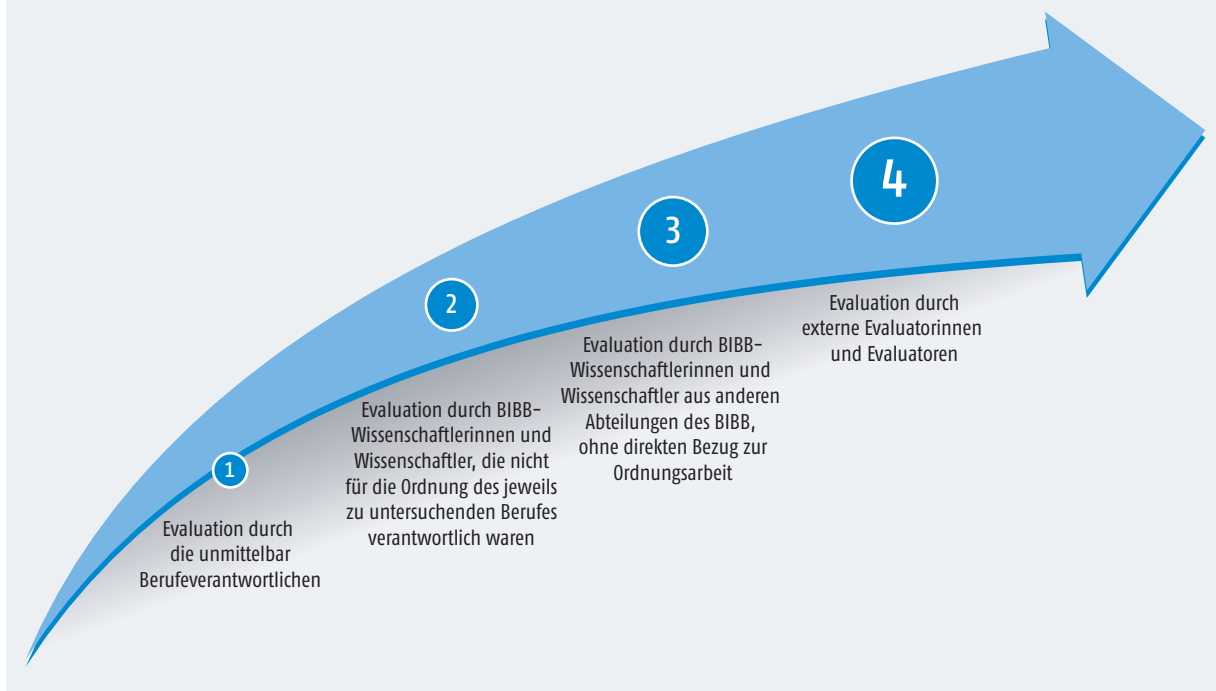 1
Evaluation durch
die unmittelbar
Berufeverantwortlichen
2
Evaluation durch BIBB-
Wissenschaftlerinnen und
Wissenschaftler, die nicht
für die Ordnung des jeweils
zu untersuchenden Berufes
verantwortlich waren
3
Evaluation durch BIBB-
Wissenschaftlerinnen und
Wissenschaftler aus anderen
Abteilungen des BIBB,
ohne direkten Bezug zur
Ordnungsarbeit
4
Evaluation durch
externe Evaluatorinnen
und Evaluatoren